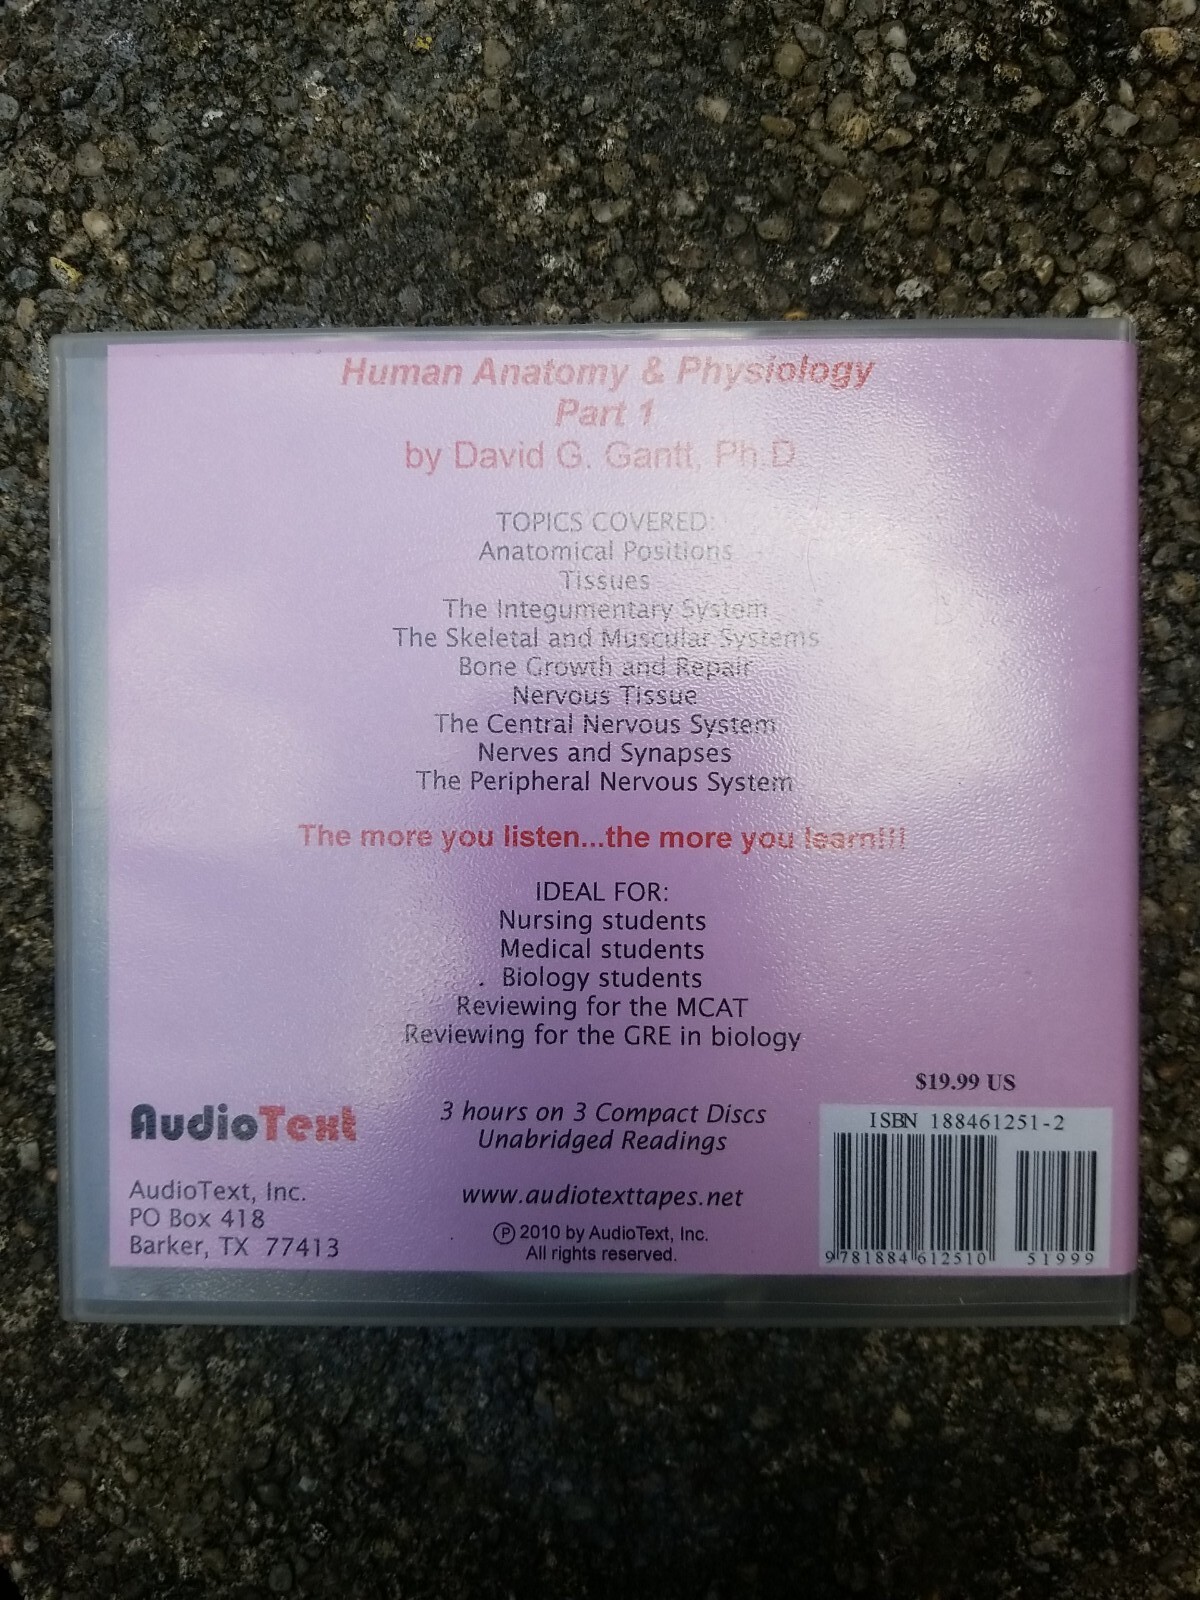 Human Anatomy & Physiology
Part 1
by David G. Gantt, Ph.D.
TOPICS COVERED:
Anatomical Positions
Tissues
The Integumentary System
The Skeletal and Muscular Systems
Bone Growth and Repair
Nervous Tissue
The Central Nervous System
Nerves and Synapses
The Peripheral Nervous System
The more you listen...the more you learn!!!
IDEAL FOR:
Nursing students
Medical students
. Biology students
Reviewing for the MCAT
Reviewing for the GRE in biology
AudioText
AudioText, Inc.
PO Box 418
Barker, TX 77413
3 hours on 3 Compact Discs
Unabridged Readings
www.audiotexttapes.net
℗ 2010 by AudioText, Inc.
All rights reserved.
$19.99 US
ISBN 188461251-2
9 781884 612510
51999